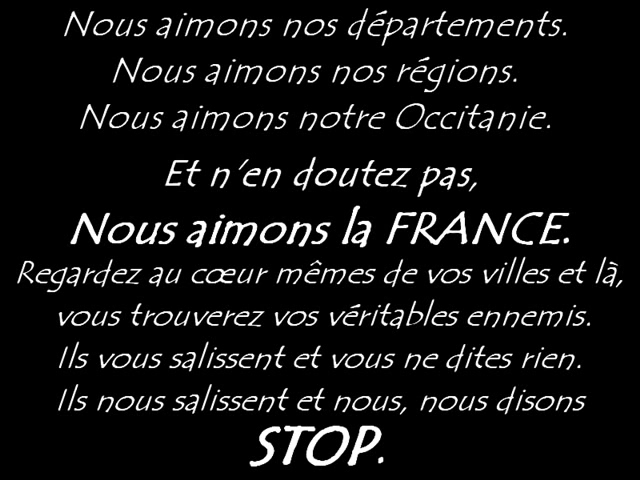 Nous aimons nos départements.
Nous aimons nos régions.
Nous aimons notre Occitanie.
Et n'en doutez pas,
Nous aimons la FRANCE.
Regardez au cœur mêmes de vos villes et là,
vous trouverez vos véritables ennemis.
Ils vous salissent et vous ne dites rien.
Ils nous salissent et nous, nous disons
STOP.